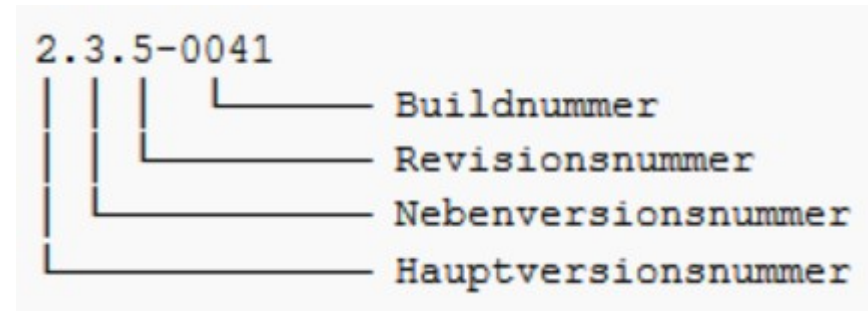 2.3.5-0041
Buildnummer
Revisionsnummer
Nebenversionsnummer
Hauptversionsnummer